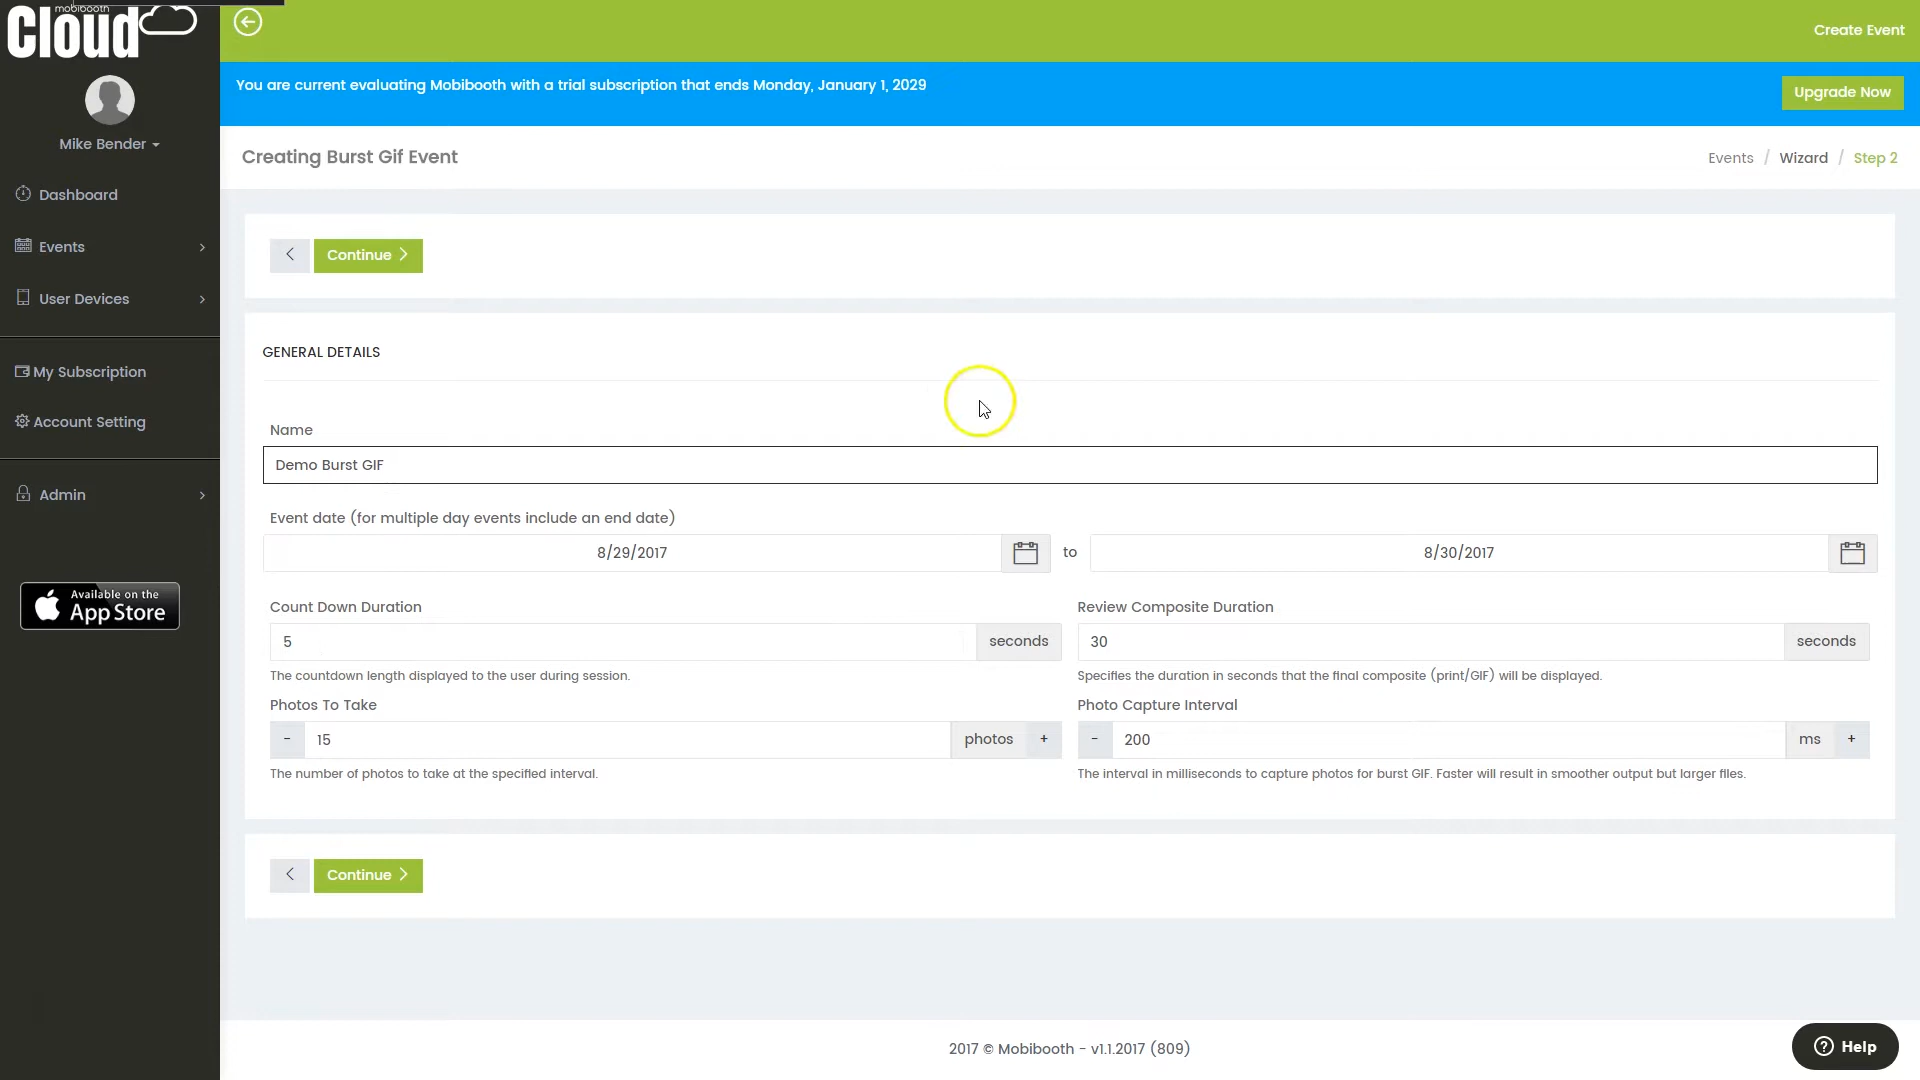 mobibooth
Cloud
Create Event
You are current evaluating Mobibooth with a trial subscription that ends Monday, January 1, 2029
Upgrade Now
Mike Bender
Creating Burst Gif Event
Events / Wizard / Step 2
Dashboard
Events
User Devices
My Subscription
Account Setting
Admin
Available on the
App Store
Continue
GENERAL DETAILS
Name
Demo Burst GIF
Event date (for multiple day events include an end date)
8/29/2017 to 8/30/2017
Count Down Duration
5 seconds
The countdown length displayed to the user during session.
Review Composite Duration
30 seconds
Specifies the duration in seconds that the final composite (print/GIF) will be displayed.
Photos To Take
- 15 photos +
The number of photos to take at the specified interval.
Photo Capture Interval
- 200 ms +
The interval in milliseconds to capture photos for burst GIF. Faster will result in smoother output but larger files.
Continue
2017 © Mobibooth - v1.1.2017 (809)
Help